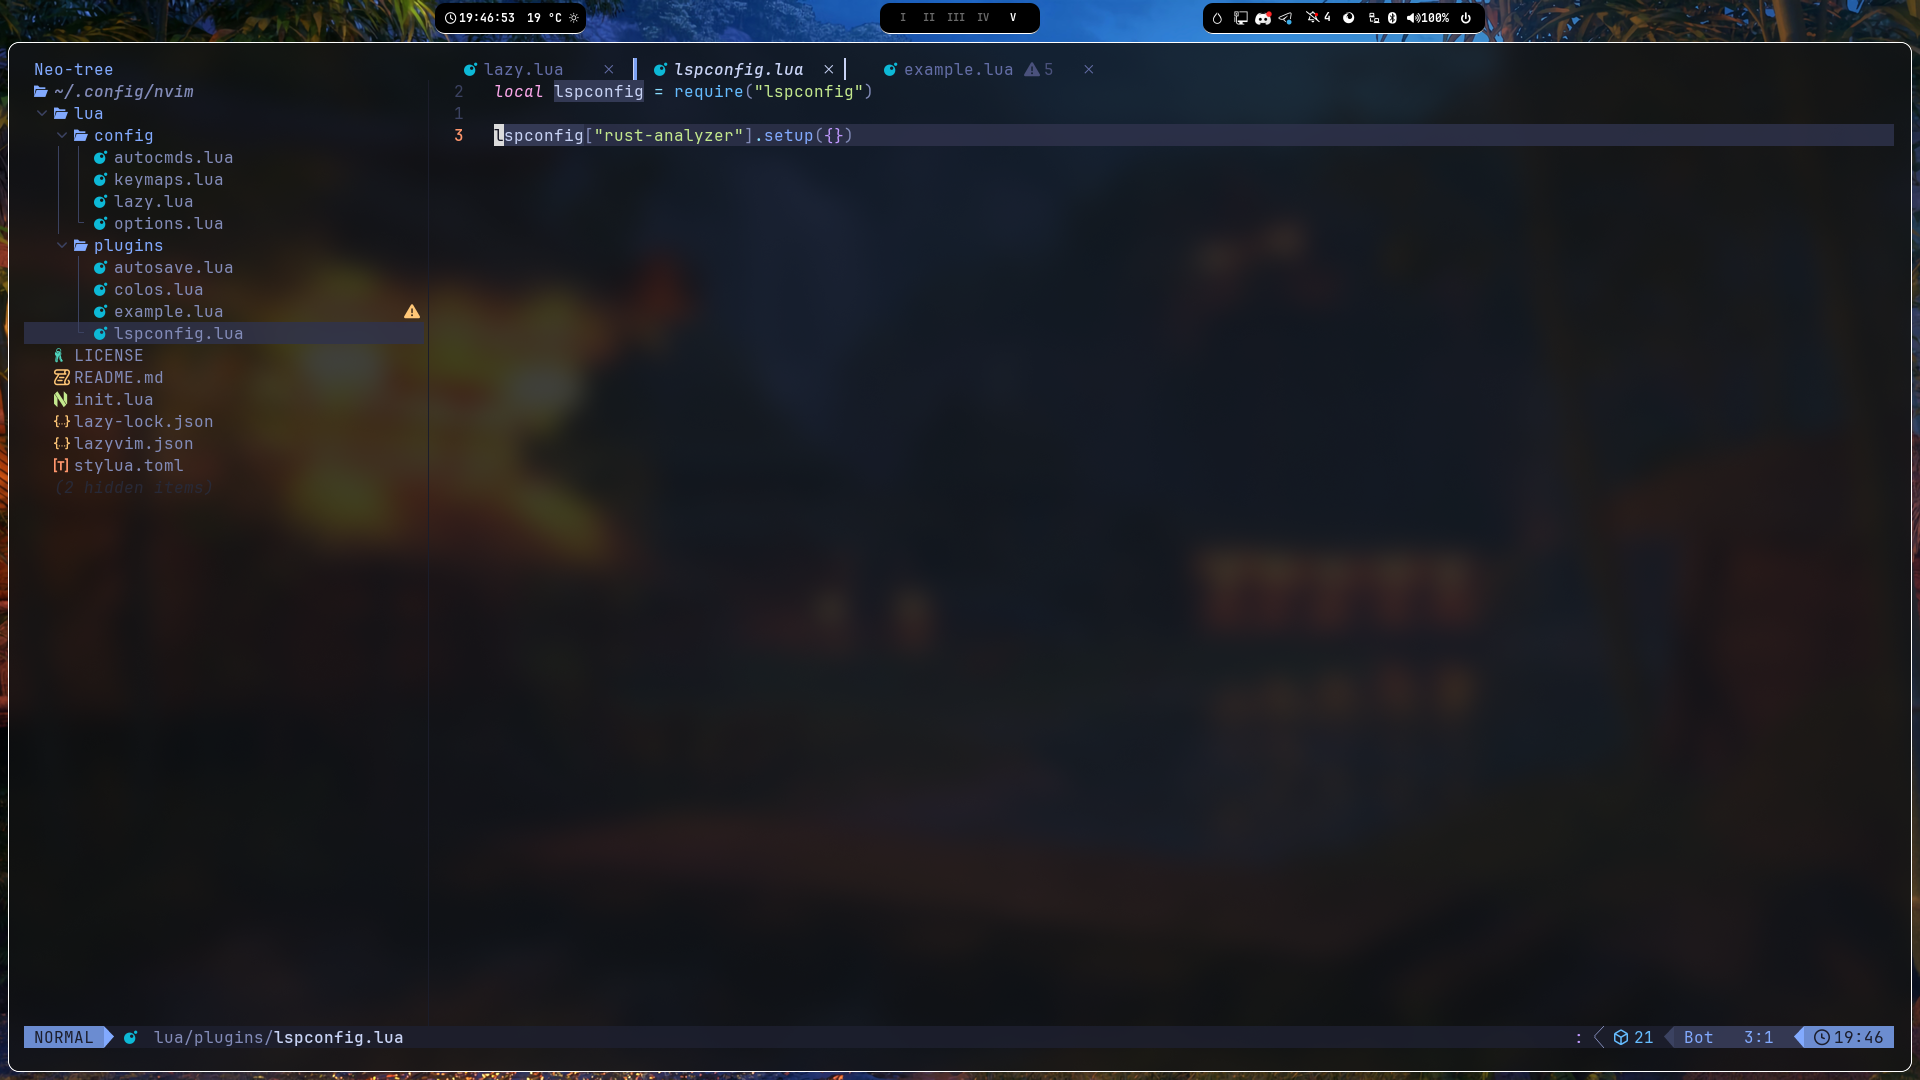 19:46:53 19 °C
I II III IV V
4 100%
Neo-tree
~/.config/nvim
lua
config
autocmds.lua
keymaps.lua
lazy.lua
options.lua
plugins
autosave.lua
colos.lua
example.lua
lspconfig.lua
LICENSE
README.md
init.lua
lazy-lock.json
lazyvim.json
stylua.toml
(2 hidden items)
lazy.lua × lspconfig.lua × example.lua 5 ×
2 local lspconfig = require("lspconfig")
1
3 lspconfig["rust-analyzer"].setup({})
NORMAL lua/plugins/lspconfig.lua : 21 Bot 3:1 19:46